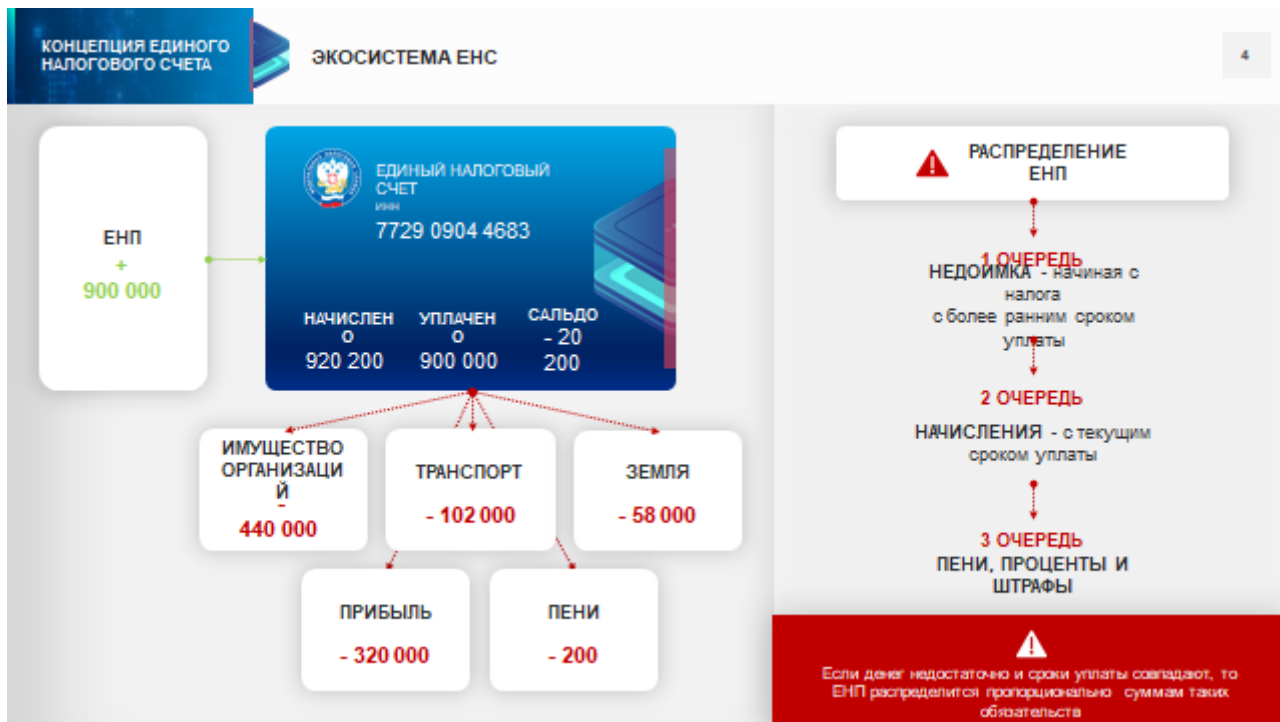 КОНЦЕПЦИЯ ЕДИНОГО
НАЛОГОВОГО СЧЕТА
ЭКОСИСТЕМА ЕНС
4
ЕНП
+
900 000
ЕДИНЫЙ НАЛОГОВЫЙ
СЧЕТ
ИНН
7729 0904 4683
НАЧИСЛЕН
О
920 200
УПЛАЧЕН
О
900 000
САЛЬДО
- 20
200
ИМУЩЕСТВО
ОРГАНИЗАЦИ
Й
-
440 000
ТРАНСПОРТ
- 102 000
ЗЕМЛЯ
- 58 000
ПРИБЫЛЬ
- 320 000
ПЕНИ
- 200
РАСПРЕДЕЛЕНИЕ
ЕНП
1 ОЧЕРЕДЬ
НЕДОИМКА - начиная с
налога
с более ранним сроком
уплаты
2 ОЧЕРЕДЬ
НАЧИСЛЕНИЯ - с текущим
сроком уплаты
3 ОЧЕРЕДЬ
ПЕНИ, ПРОЦЕНТЫ И
ШТРАФЫ
Если денег недостаточно и сроки уплаты совпадают, то
ЕНП распределится пропорционально суммам таких
обязательств